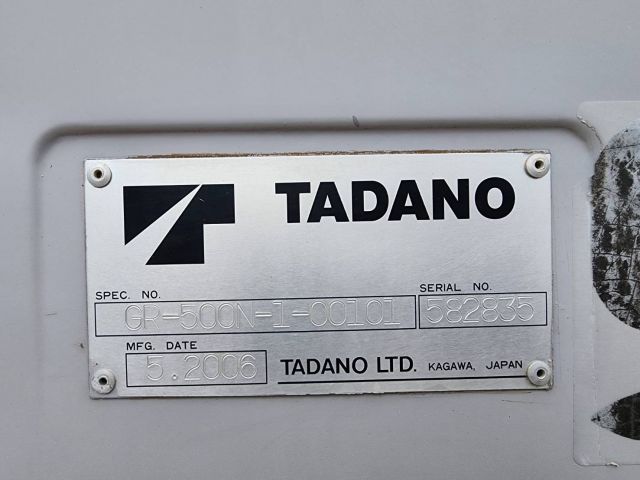 TADANO
SPEC. NO.
GR-500N-1-00101
SERIAL NO.
582835
MFG. DATE
5.2006
TADANO LTD. KAGAWA, JAPAN